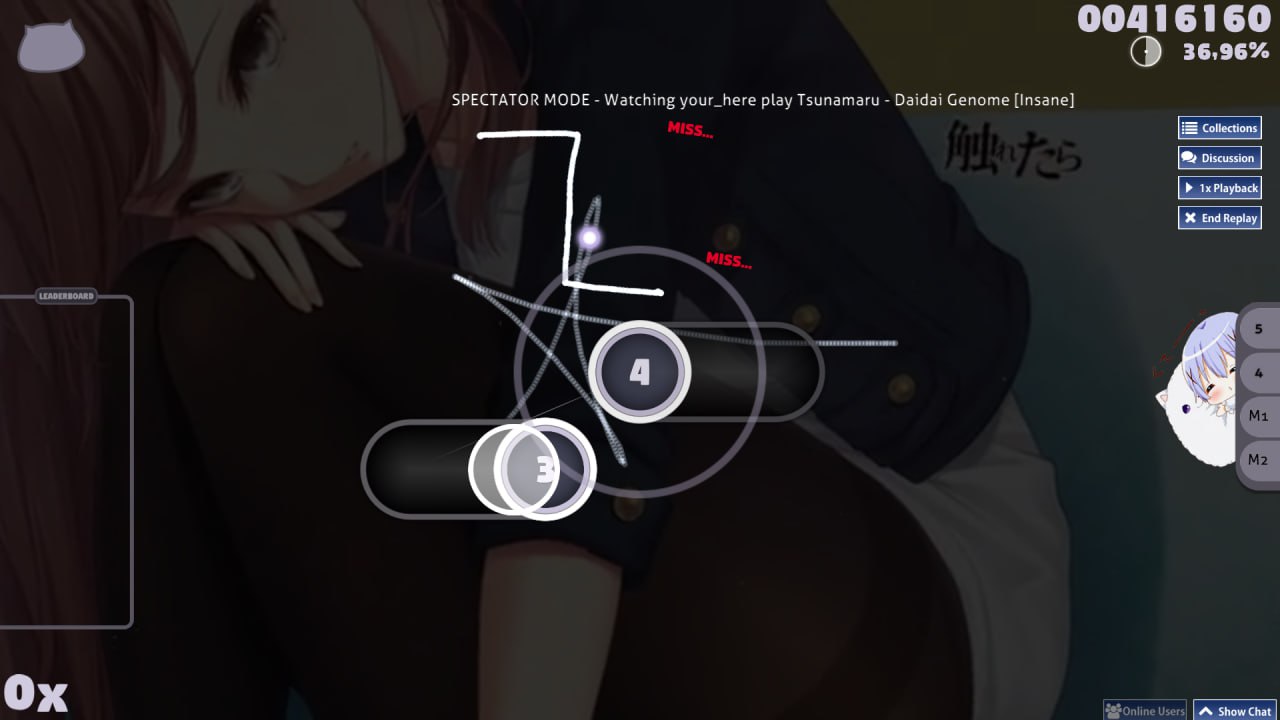 00416160
36,96%
SPECTATOR MODE - Watching your_here play Tsunamaru - Daidai Genome [Insane]
MISS...
触れたら
Collections
Discussion
1x Playback
End Replay
MISS...
LEADERBOARD
5
4
M1
M2
4
3
0x
Online Users
Show Chat